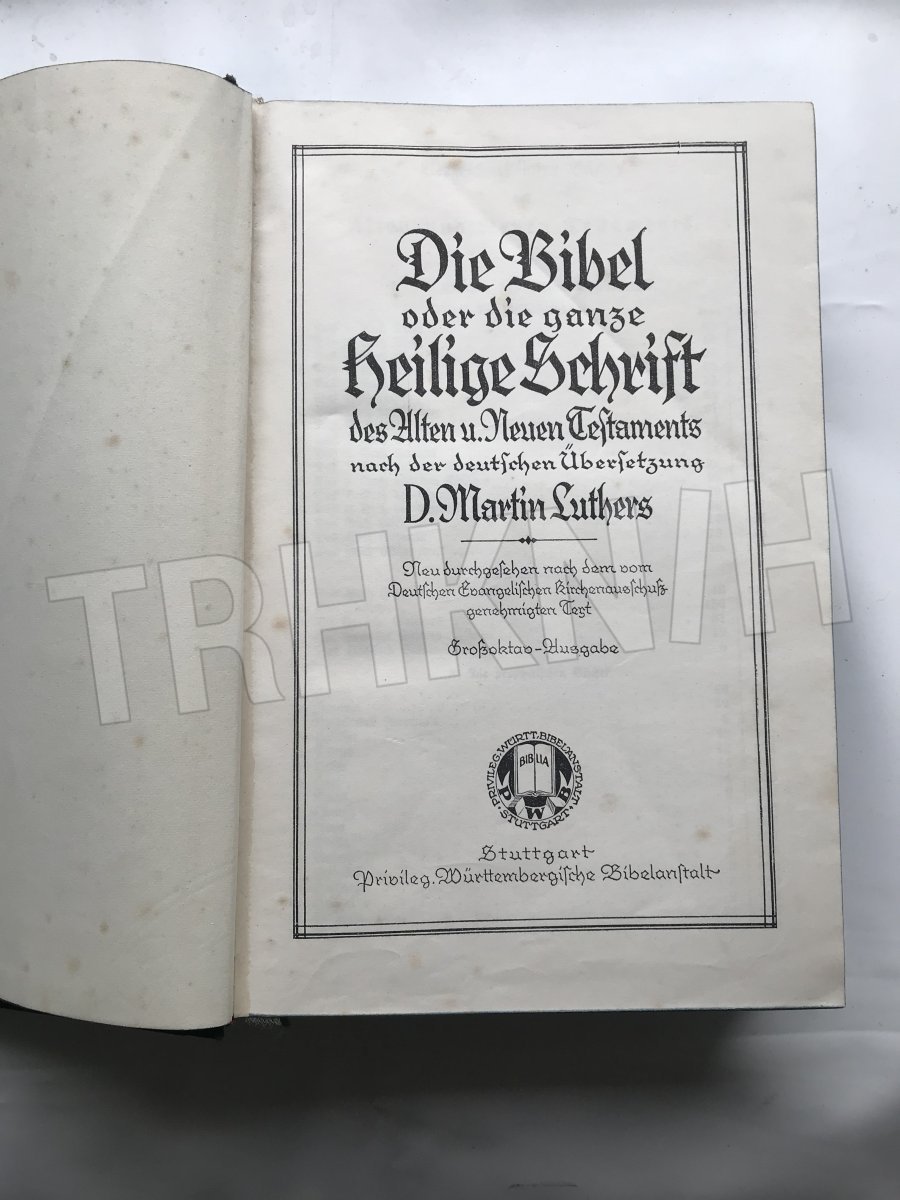 Die Bibel
oder die ganze
Heilige Schrift
des Alten u. Neuen Testaments
nach der deutschen Übersetzung
D. Martin Luthers
Neu durchgesehen nach dem vom
Deutschen Evangelischen Kirchenausschuß
genehmigten Text
Großoktav-Ausgabe
PRIVILEG. WÜRTT. BIBELANSTALT
BIBLIA
P W B
STUTTGART
Stuttgart
Privileg. Württembergische Bibelanstalt
TRHKN/H